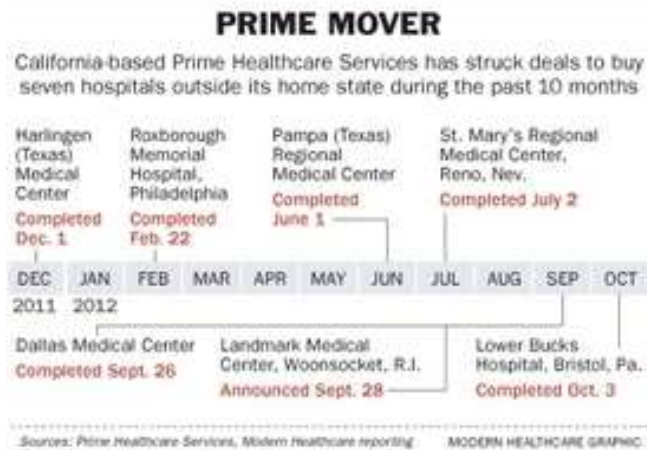 PRIME MOVER
California-based Prime Healthcare Services has struck deals to buy
seven hospitals outside its home state during the past 10 months
Harlingen
(Texas)
Medical
Center
Completed
Dec. 1
Roxborough
Memorial
Hospital,
Philadelphia
Completed
Feb. 22
Pampa (Texas)
Regional
Medical Center
Completed
June 1
St. Mary's Regional
Medical Center,
Reno, Nev.
Completed July 2
DEC JAN FEB MAR APR MAY JUN JUL AUG SEP OCT
2011 2012
Dallas Medical Center
Completed Sept. 26
Landmark Medical
Center, Woonsocket, R.I.
Announced Sept. 28
Lower Bucks
Hospital, Bristol, Pa.
Completed Oct. 3
Sources: Prime Healthcare Services, Modern Healthcare reporting MODERN HEALTHCARE GRAPHIC